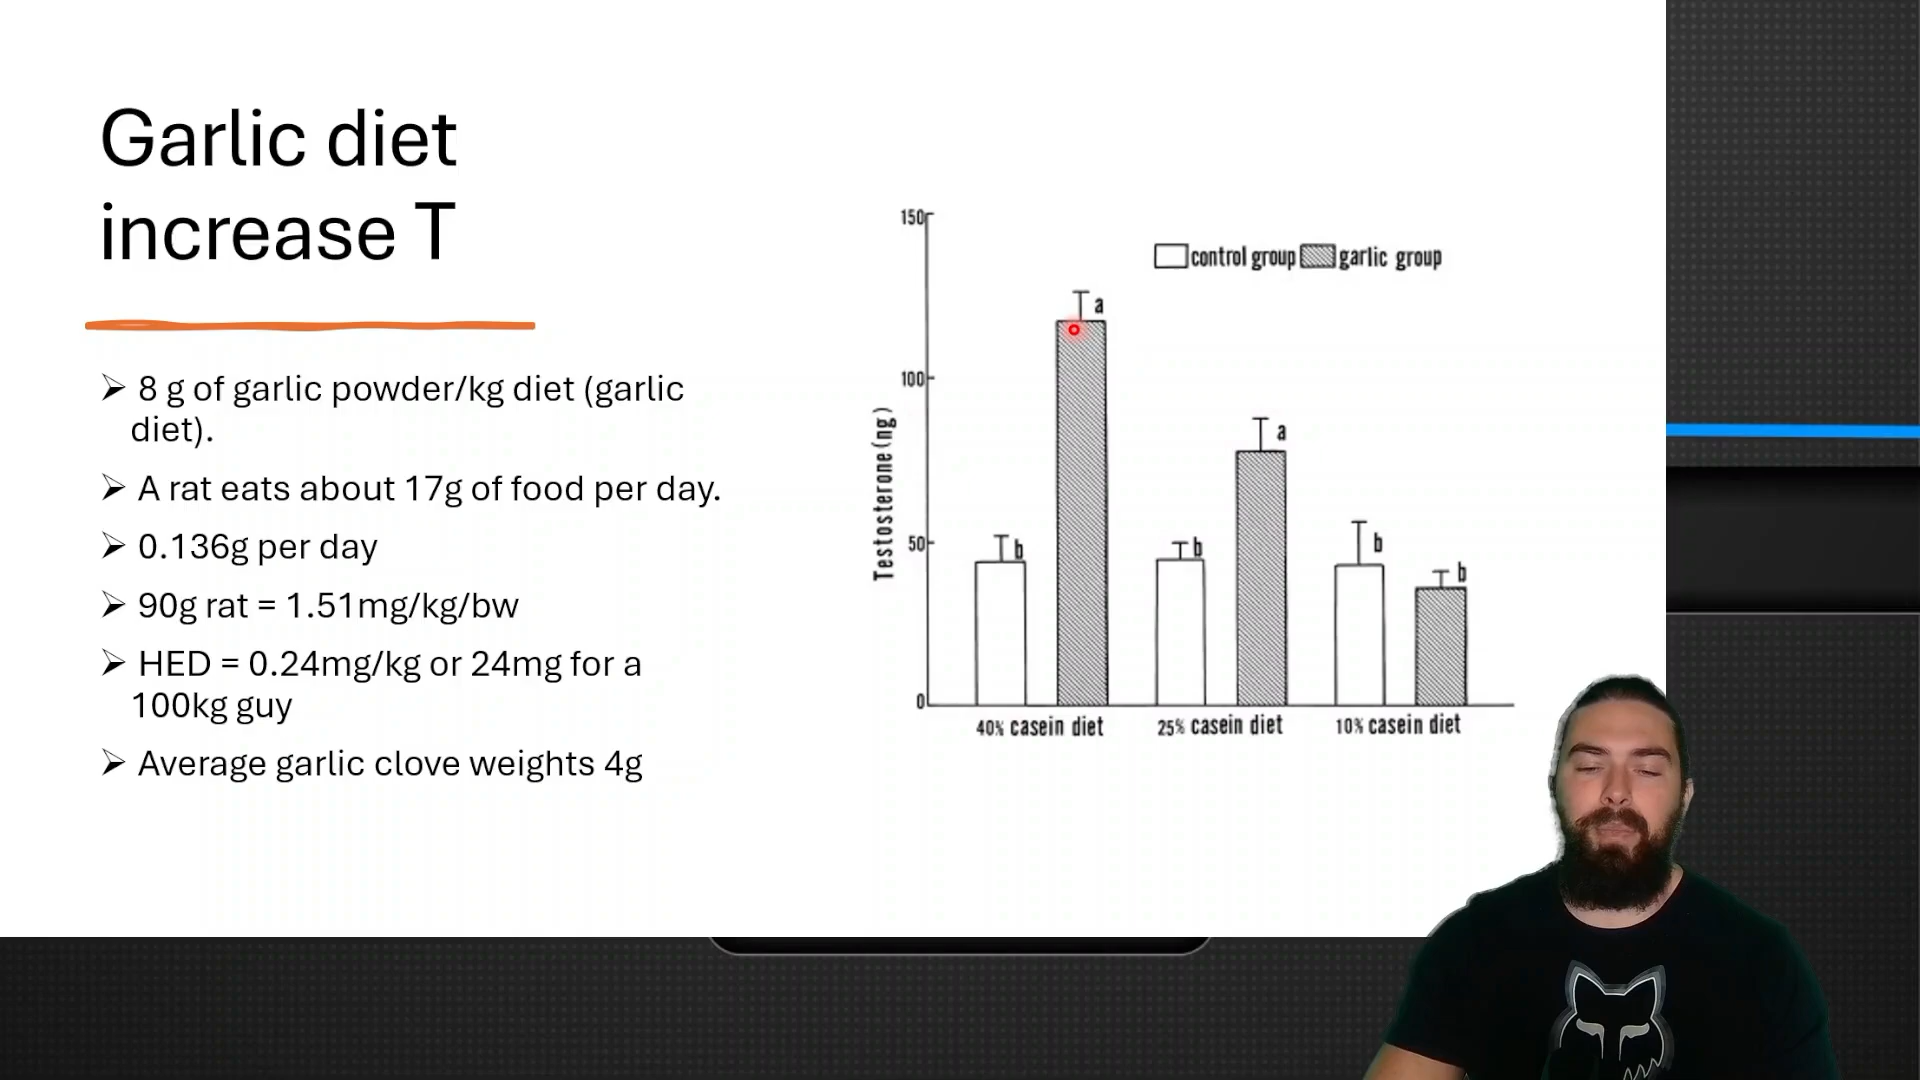 Garlic diet
increase T
➢ 8 g of garlic powder/kg diet (garlic
diet).
➢ A rat eats about 17g of food per day.
➢ 0.136g per day
➢ 90g rat = 1.51mg/kg/bw
➢ HED = 0.24mg/kg or 24mg for a
100kg guy
➢ Average garlic clove weights 4g
150
control group garlic group
a
100
a
Testosterone (ng)
50
b
b
b
b
0
40% casein diet 25% casein diet 10% casein diet